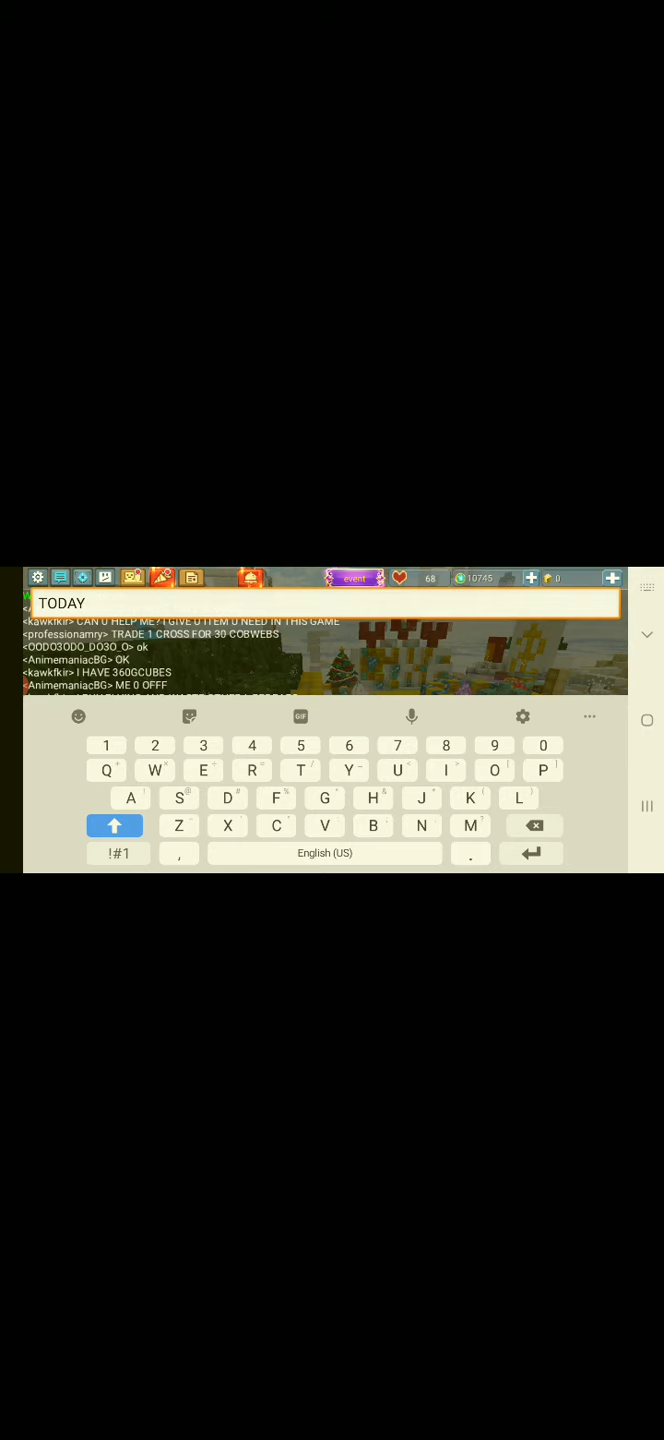 event
68
10745
0
TODAY
<kawkfkir> CAN U HELP ME? I GIVE U ITEM U NEED IN THIS GAME
<professionamry> TRADE 1 CROSS FOR 30 COBWEBS
<OODO3ODO_DO3O_O> ok
<AnimemaniacBG> OK
<kawkfkir> I HAVE 360GCUBES
<AnimemaniacBG> ME 0 OFFF
GIF
1 2 3 4 5 6 7 8 9 0
Q W E R T Y U I O P
A S D F G H J K L
Z X C V B N M
!#1 , English (US) .